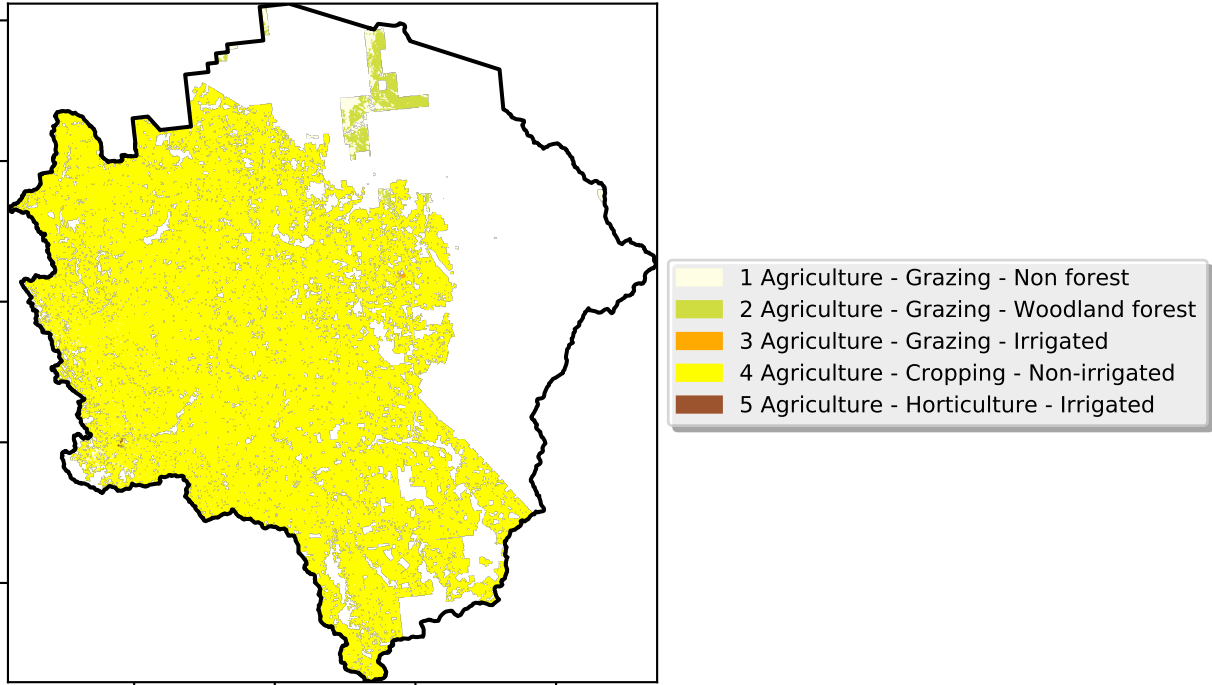 1 Agriculture - Grazing - Non forest
2 Agriculture - Grazing - Woodland forest
3 Agriculture - Grazing - Irrigated
4 Agriculture - Cropping - Non-irrigated
5 Agriculture - Horticulture - Irrigated